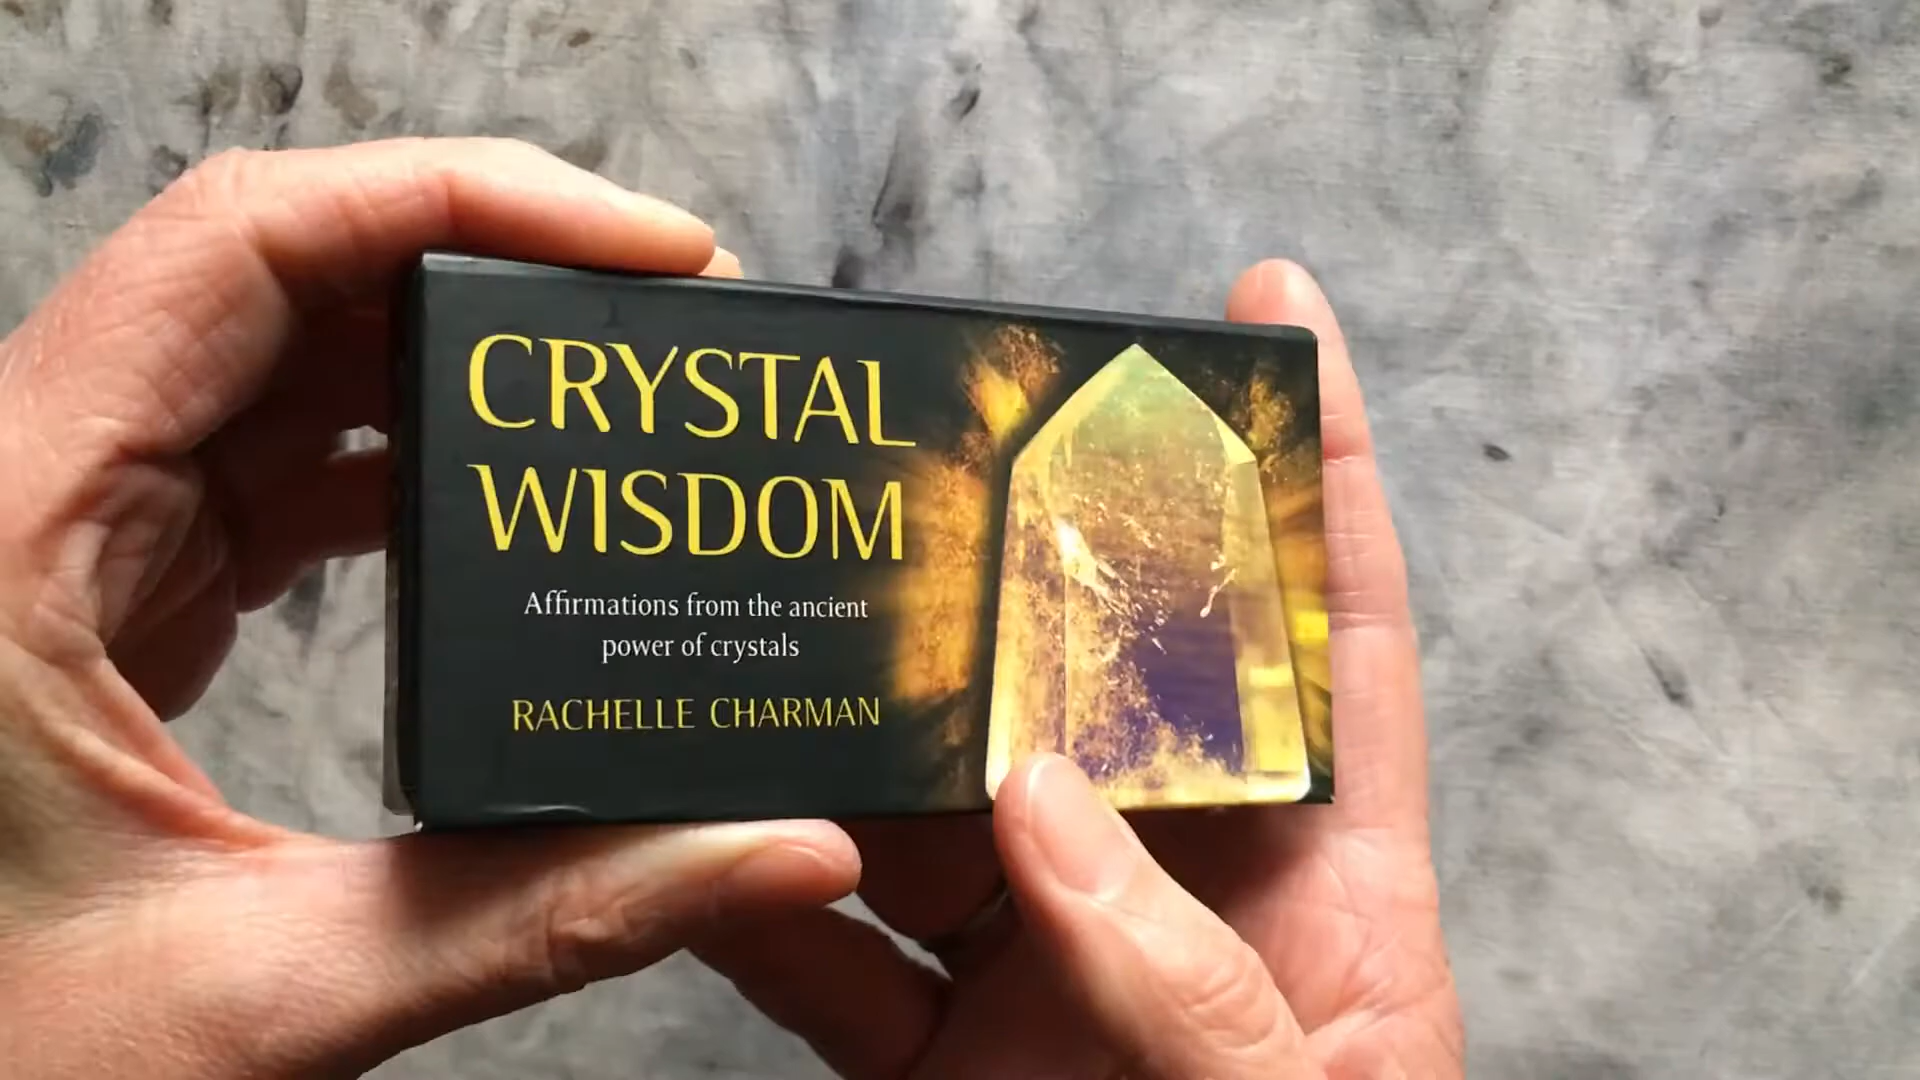 CRYSTAL
WISDOM
Affirmations from the ancient
power of crystals
RACHELLE CHARMAN